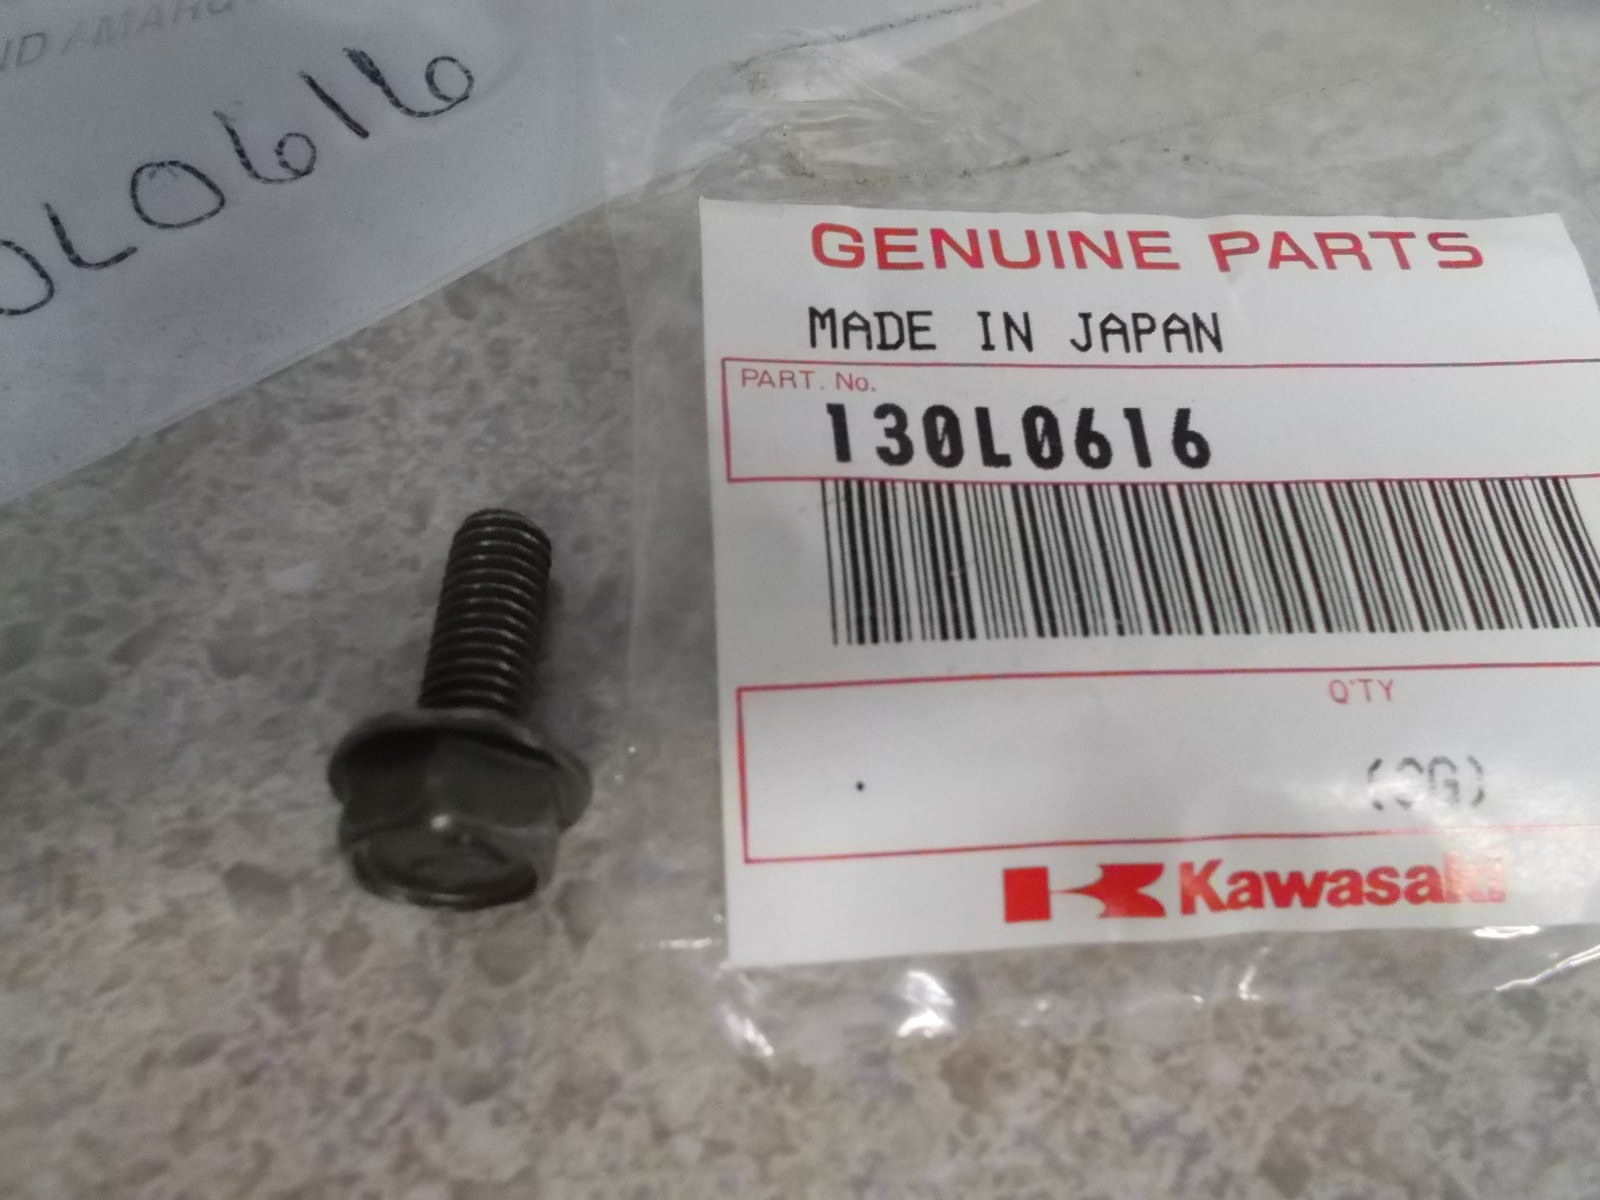 0L0616
GENUINE PARTS
MADE IN JAPAN
PART. No.
130L0616
Q'TY
Kawasaki